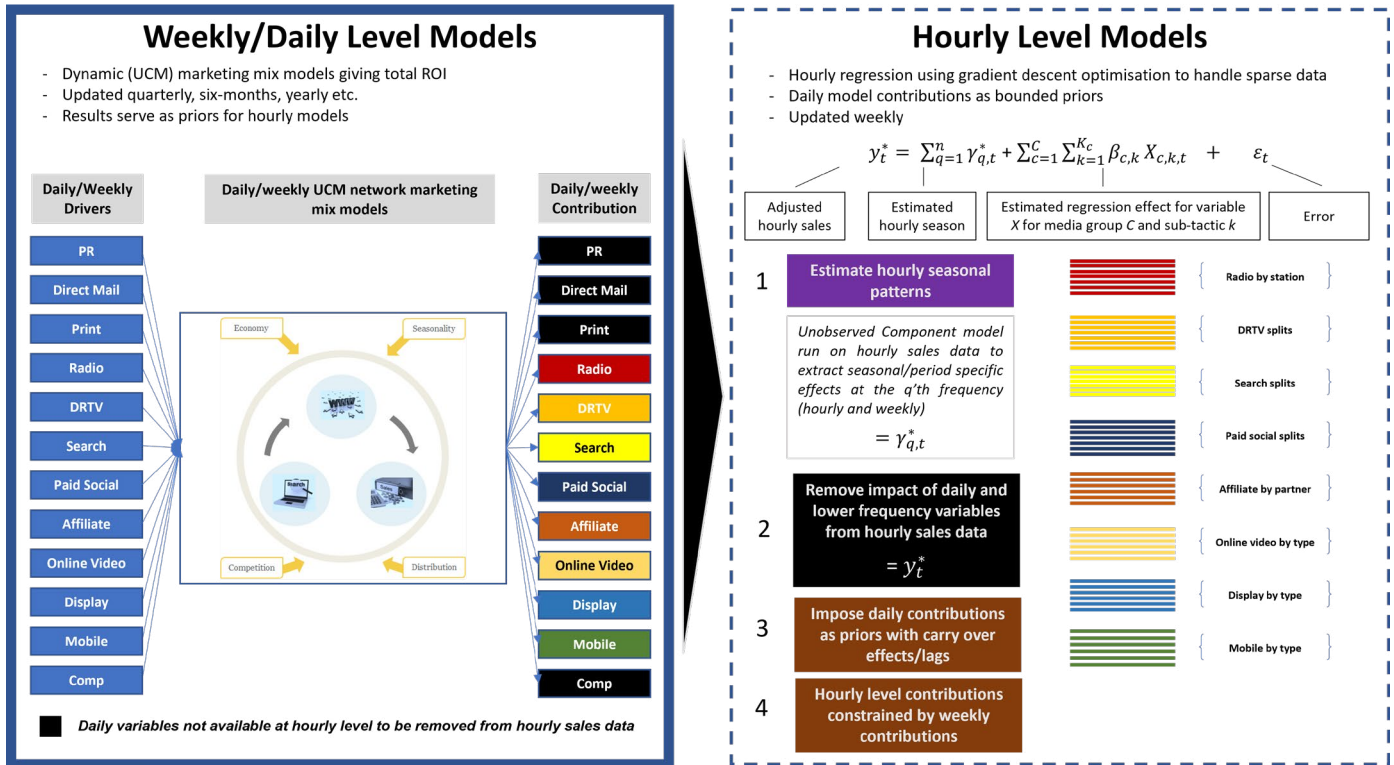 Weekly/Daily Level Models
- Dynamic (UCM) marketing mix models giving total ROI
- Updated quarterly, six-months, yearly etc.
- Results serve as priors for hourly models
Daily/Weekly
Drivers
Daily/weekly UCM network marketing
mix models
Daily/weekly
Contribution
PR
Direct Mail
Print
Radio
DRTV
Search
Paid Social
Affiliate
Online Video
Display
Mobile
Comp
Economy
Seasonality
WWW
Search
Competition
Distribution
PR
Direct Mail
Print
Radio
DRTV
Search
Paid Social
Affiliate
Online Video
Display
Mobile
Comp
Daily variables not available at hourly level to be removed from hourly sales data
Hourly Level Models
- Hourly regression using gradient descent optimisation to handle sparse data
- Daily model contributions as bounded priors
- Updated weekly
y*_t = ∑^n_{q=1} γ*_{q,t} + ∑^C_{c=1} ∑^{K_c}_{k=1} β_{c,k} X_{c,k,t} + ε_t
Adjusted
hourly sales
Estimated
hourly season
Estimated regression effect for variable
X for media group C and sub-tactic k
Error
1
Estimate hourly seasonal
patterns
Unobserved Component model
run on hourly sales data to
extract seasonal/period specific
effects at the q'th frequency
(hourly and weekly)
= γ*_{q,t}
2
Remove impact of daily and
lower frequency variables
from hourly sales data
= y*_t
3
Impose daily contributions
as priors with carry over
effects/lags
4
Hourly level contributions
constrained by weekly
contributions
Radio by station
DRTV splits
Search splits
Paid social splits
Affiliate by partner
Online video by type
Display by type
Mobile by type